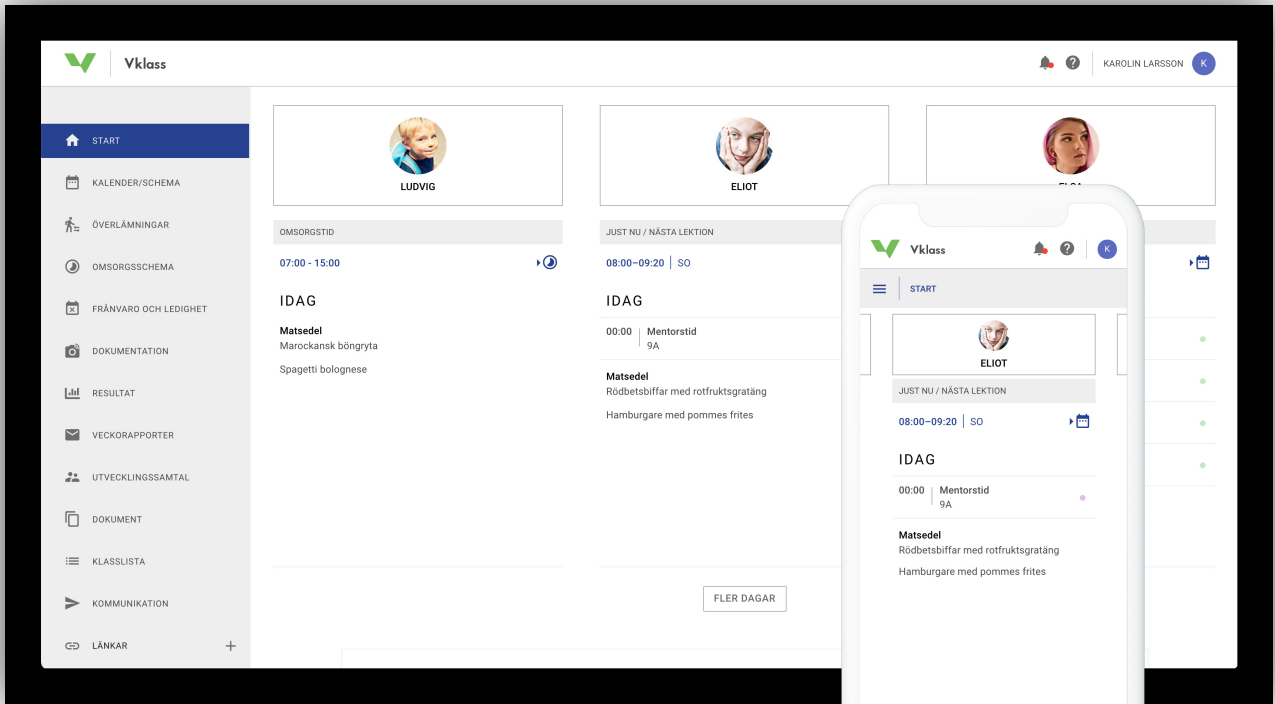 Vklass
KAROLIN LARSSON
K
START
KALENDER/SCHEMA
ÖVERLÄMNINGAR
OMSORGSSCHEMA
FRÅNVARO OCH LEDIGHET
DOKUMENTATION
RESULTAT
VECKORAPPORTER
UTVECKLINGSSAMTAL
DOKUMENT
KLASSLISTA
KOMMUNIKATION
LÄNKAR
LUDVIG
OMSORGSTID
07:00 - 15:00
IDAG
Matsedel
Marockansk böngryta
Spagetti bolognese
ELIOT
JUST NU / NÄSTA LEKTION
08:00–09:20 | SO
IDAG
00:00 | Mentorstid
9A
Matsedel
Rödbetsbiffar med rotfruktsgratäng
Hamburgare med pommes frites
FLER DAGAR
Vklass
K
START
ELIOT
JUST NU / NÄSTA LEKTION
08:00–09:20 | SO
IDAG
00:00 | Mentorstid
9A
Matsedel
Rödbetsbiffar med rotfruktsgratäng
Hamburgare med pommes frites